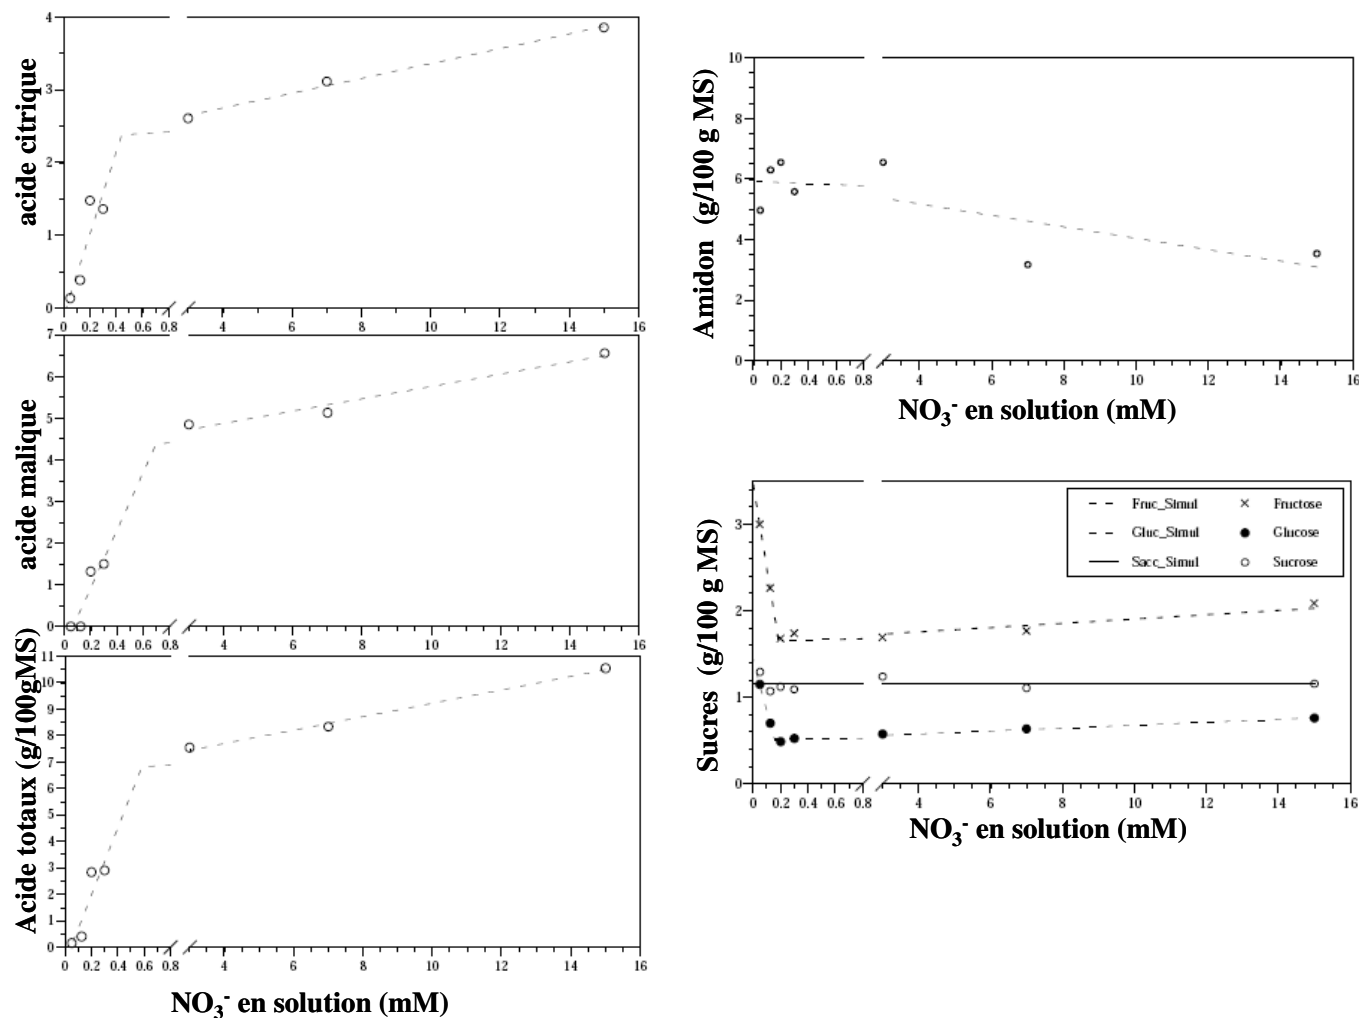 acide citrique
4
3
2
1
0
0 0.2 0.4 0.6 0.8 4 6 8 10 12 14 16
acide malique
7
6
5
4
3
2
1
0
0 0.2 0.4 0.6 0.8 4 6 8 10 12 14 16
Acide totaux (g/100gMS)
11
10
9
8
7
6
5
4
3
2
1
0
0 0.2 0.4 0.6 0.8 4 6 8 10 12 14 16
NO3- en solution (mM)
Amidon (g/100 g MS)
10
8
6
4
2
0
0 0.2 0.4 0.6 0.8 4 6 8 10 12 14 16
NO3- en solution (mM)
Sucres (g/100 g MS)
3
2
1
0
Fruc_Simul Fructose
Gluc_Simul Glucose
Sacc_Simul Sucrose
0 0.2 0.4 0.6 0.8 4 6 8 10 12 14 16
NO3- en solution (mM)